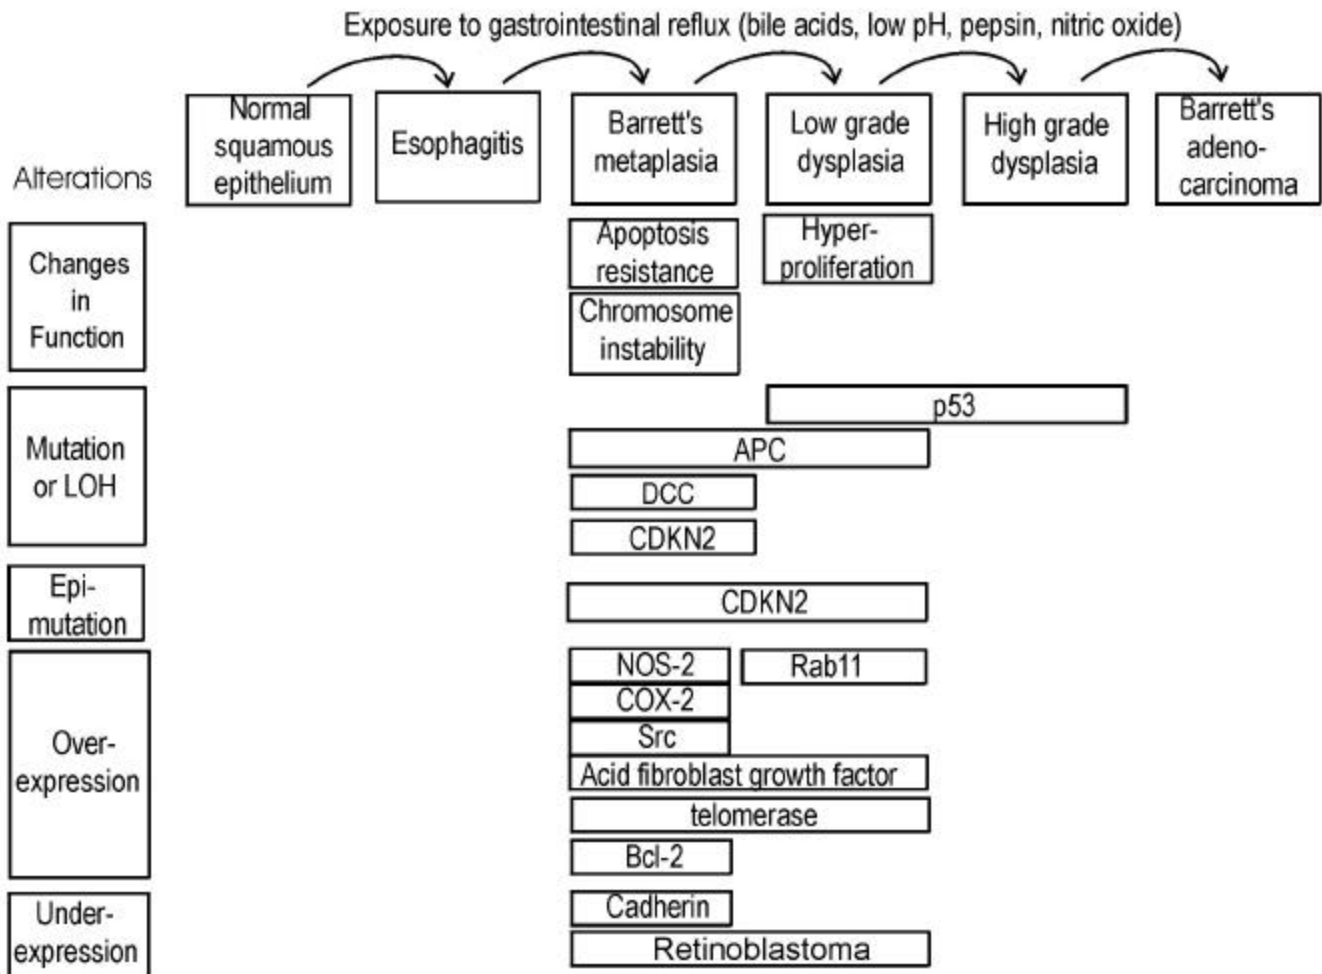 Exposure to gastrointestinal reflux (bile acids, low pH, pepsin, nitric oxide)
Normal
squamous
epithelium
Esophagitis
Barrett's
metaplasia
Low grade
dysplasia
High grade
dysplasia
Barrett's
adeno-
carcinoma
Alterations
Changes
in
Function
Apoptosis
resistance
Hyper-
proliferation
Chromosome
instability
Mutation
or LOH
p53
APC
DCC
CDKN2
Epi-
mutation
CDKN2
Over-
expression
NOS-2
Rab11
COX-2
Src
Acid fibroblast growth factor
telomerase
Bcl-2
Under-
expression
Cadherin
Retinoblastoma